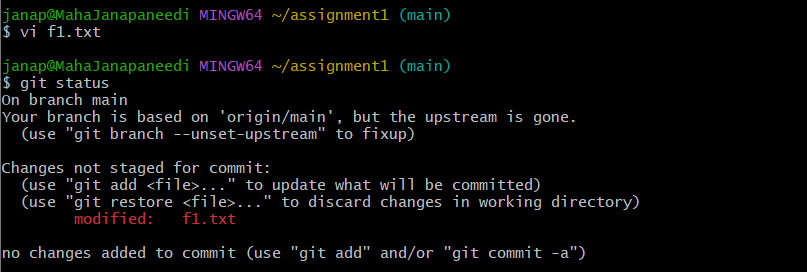 janap@MahaJanapaneedi MINGW64 ~/assignment1 (main)
$ vi f1.txt
janap@MahaJanapaneedi MINGW64 ~/assignment1 (main)
$ git status
On branch main
Your branch is based on 'origin/main', but the upstream is gone.
  (use "git branch --unset-upstream" to fixup)
Changes not staged for commit:
  (use "git add <file>..." to update what will be committed)
  (use "git restore <file>..." to discard changes in working directory)
        modified:   f1.txt
no changes added to commit (use "git add" and/or "git commit -a")